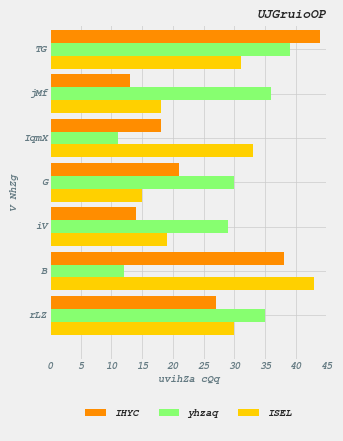 UJGruioOP
TG
jMf
IqmX
G
iV
B
rLZ
V NhZg
0 5 10 15 20 25 30 35 40 45
uvihZa cQq
IHYC yhzaq ISEL